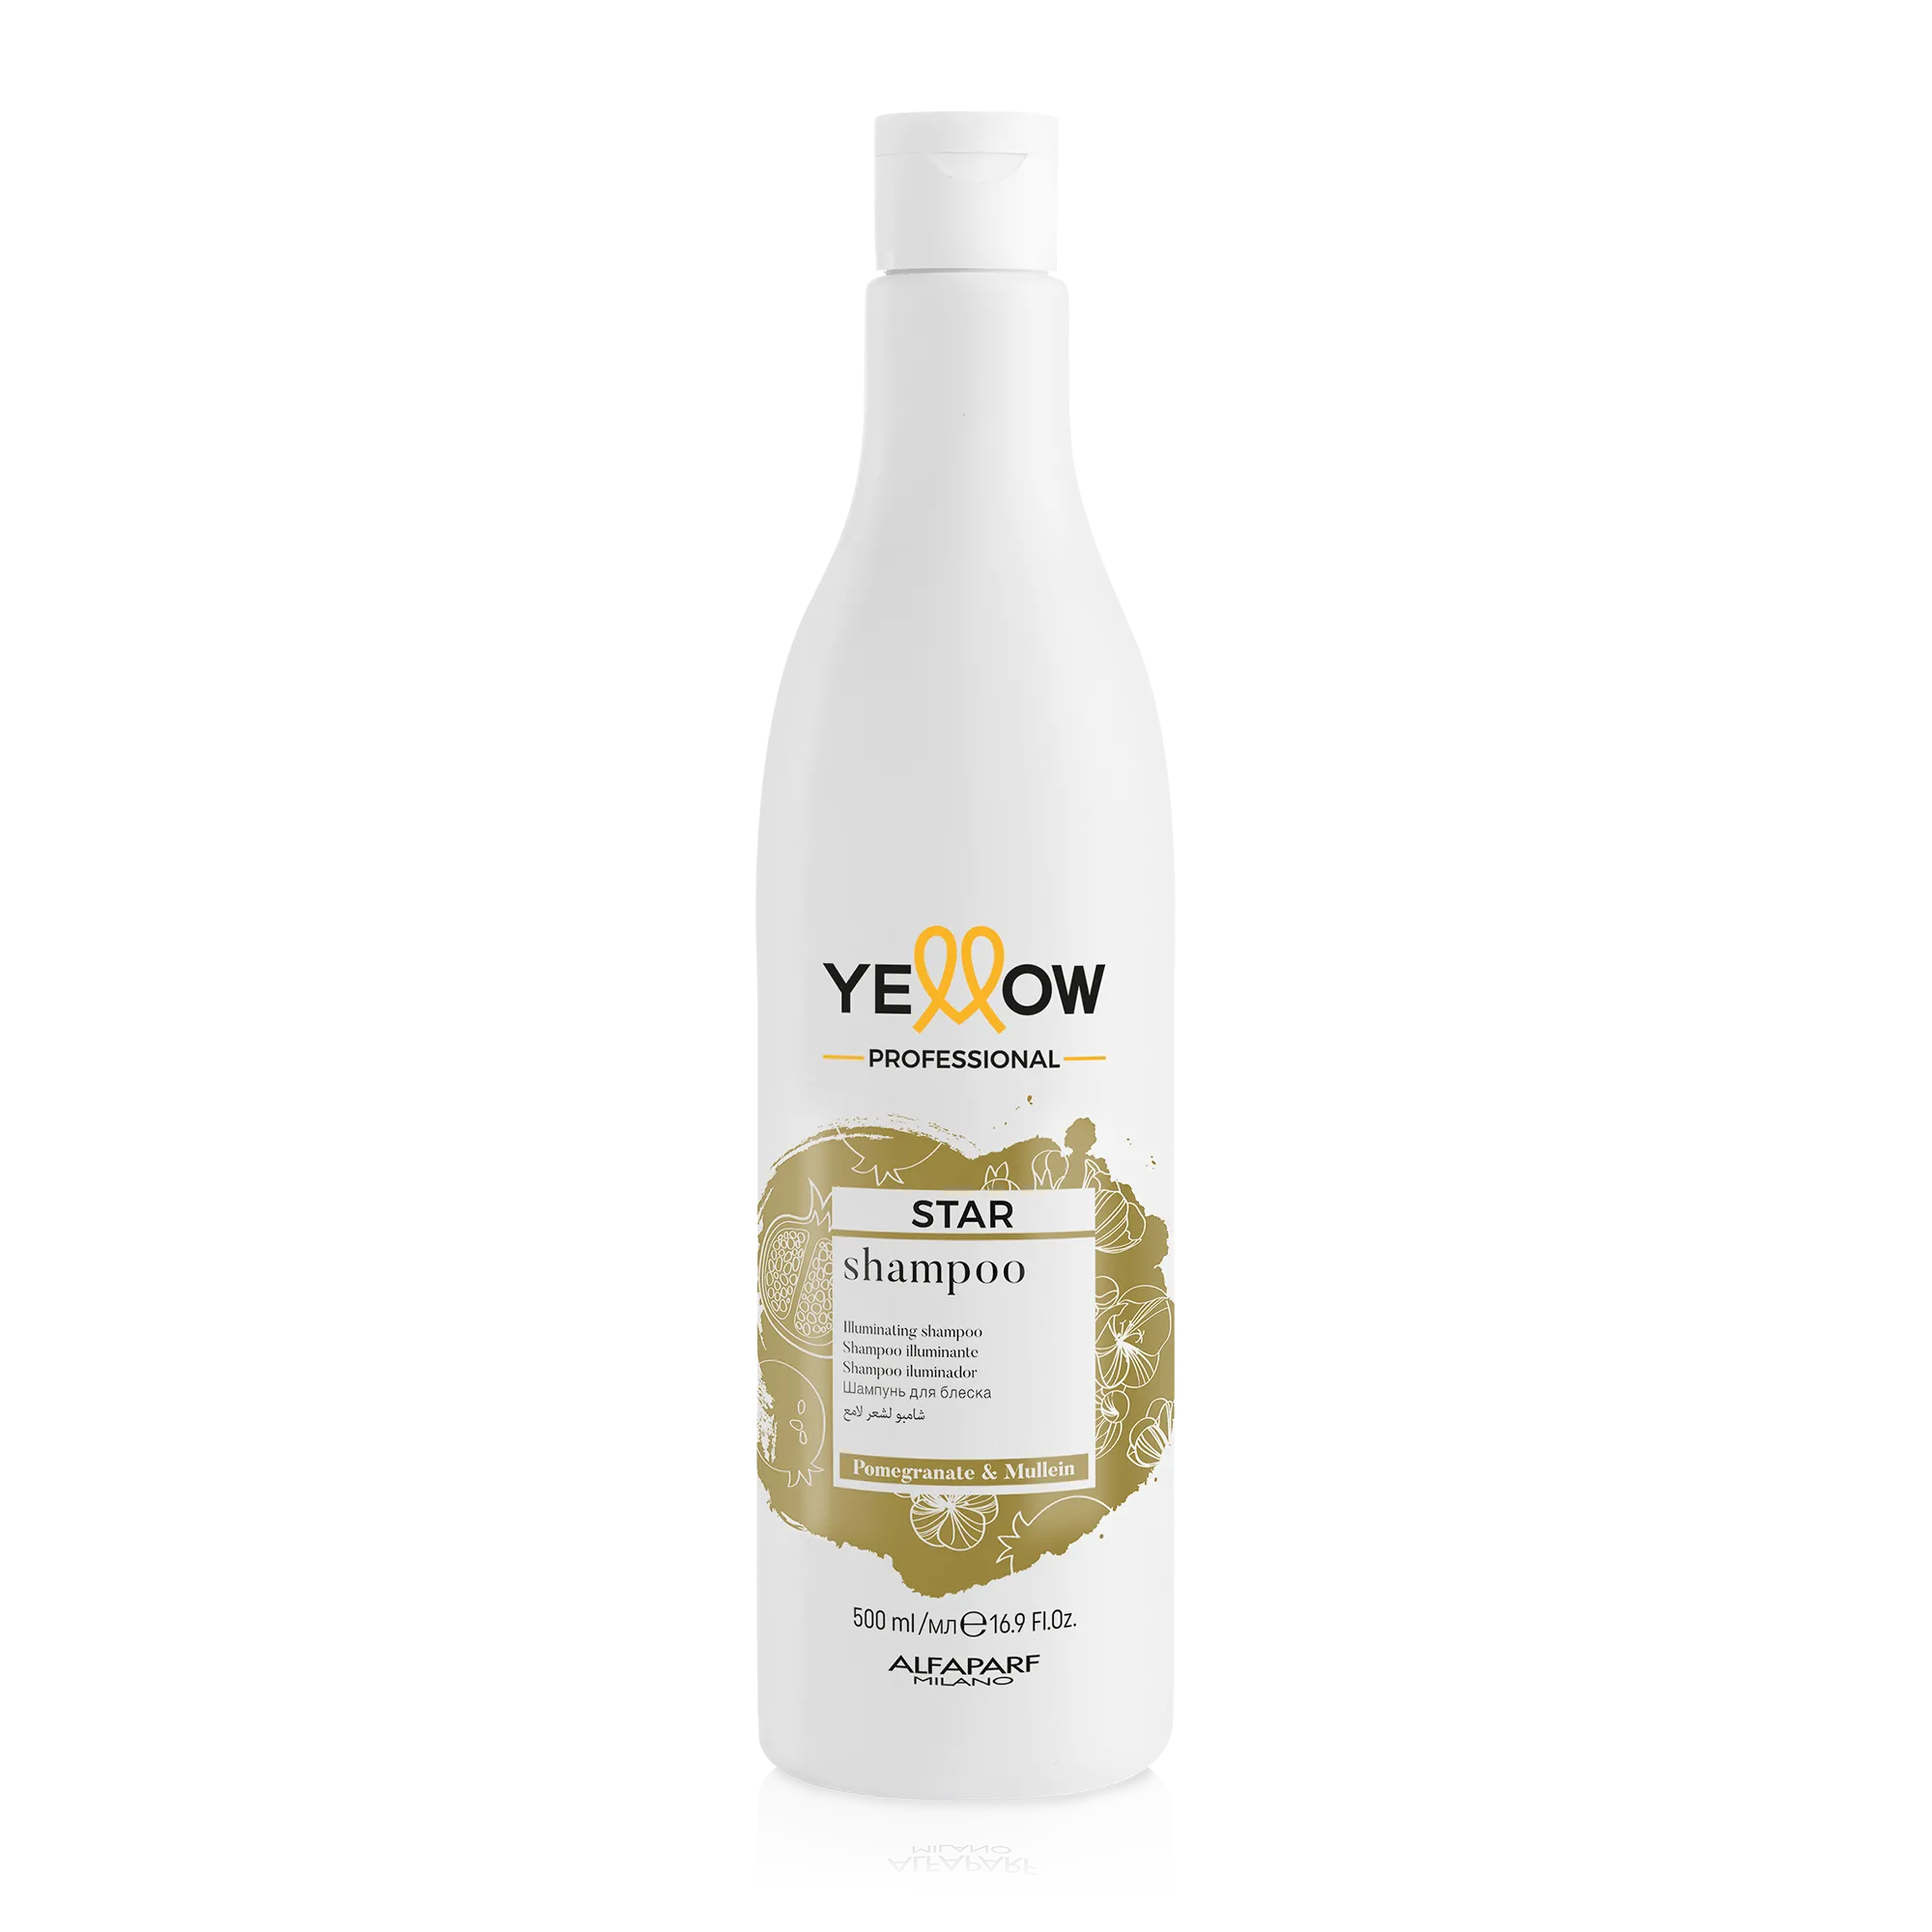 YELLOW
PROFESSIONAL
STAR
shampoo
Illuminating shampoo
Shampoo illuminante
Shampoo iluminador
Шампунь для блеска
شامبو لشعر لامع
Pomegranate & Mullein
500 ml/мл℮16.9 Fl.Oz.
ALFAPARF
MILANO